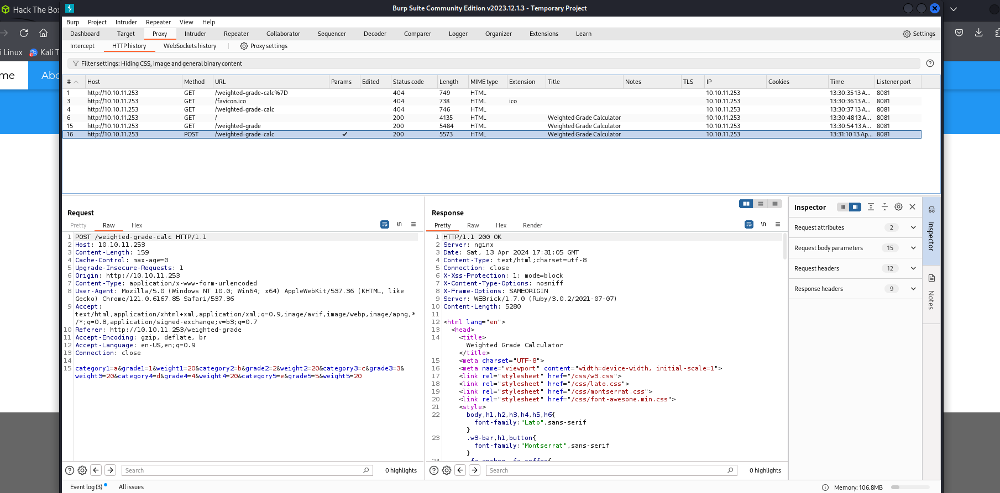 Hack The Box
Burp Suite Community Edition v2023.12.1.3 - Temporary Project
Burp Project Intruder Repeater View Help
Dashboard Target Proxy Intruder Repeater Collaborator Sequencer Decoder Comparer Logger Organizer Extensions Learn Settings
Intercept HTTP history WebSockets history Proxy settings
i Linux Kali T
Filter settings: Hiding CSS, image and general binary content
me Abo
# Host Method URL Params Edited Status code Length MIME type Extension Title Notes TLS IP Cookies Time Listener port
1 http://10.10.11.253 GET /weighted-grade-calc%7D 404 749 HTML 10.10.11.253 13:30:35 13 A... 8081
3 http://10.10.11.253 GET /favicon.ico 404 738 HTML ico 10.10.11.253 13:30:36 13 A... 8081
4 http://10.10.11.253 GET /weighted-grade-calc 404 746 HTML 10.10.11.253 13:30:37 13 A... 8081
6 http://10.10.11.253 GET / 200 4135 HTML Weighted Grade Calculator 10.10.11.253 13:30:48 13 A... 8081
15 http://10.10.11.253 GET /weighted-grade 200 5484 HTML Weighted Grade Calculator 10.10.11.253 13:30:54 13 A... 8081
16 http://10.10.11.253 POST /weighted-grade-calc ✓ 200 5573 HTML Weighted Grade Calculator 10.10.11.253 13:31:10 13 Ap... 8081
Request
Pretty Raw Hex \n
1 POST /weighted-grade-calc HTTP/1.1
2 Host: 10.10.11.253
3 Content-Length: 159
4 Cache-Control: max-age=0
5 Upgrade-Insecure-Requests: 1
6 Origin: http://10.10.11.253
7 Content-Type: application/x-www-form-urlencoded
8 User-Agent: Mozilla/5.0 (Windows NT 10.0; Win64; x64) AppleWebKit/537.36 (KHTML, like
Gecko) Chrome/121.0.6167.85 Safari/537.36
9 Accept:
text/html,application/xhtml+xml,application/xml;q=0.9,image/avif,image/webp,image/apng,*
/*;q=0.8,application/signed-exchange;v=b3;q=0.7
10 Referer: http://10.10.11.253/weighted-grade
11 Accept-Encoding: gzip, deflate, br
12 Accept-Language: en-US,en;q=0.9
13 Connection: close
14
15 category1=a&grade1=1&weight1=20&category2=b&grade2=2&weight2=20&category3=c&grade3=3&
weight3=20&category4=d&grade4=4&weight4=20&category5=e&grade5=5&weight5=20
Search 0 highlights
Response
Pretty Raw Hex Render \n
1 HTTP/1.1 200 OK
2 Server: nginx
3 Date: Sat, 13 Apr 2024 17:31:05 GMT
4 Content-Type: text/html;charset=utf-8
5 Connection: close
6 X-Xss-Protection: 1; mode=block
7 X-Content-Type-Options: nosniff
8 X-Frame-Options: SAMEORIGIN
9 Server: WEBrick/1.7.0 (Ruby/3.0.2/2021-07-07)
10 Content-Length: 5280
11
12 <html lang="en">
13 <head>
14 <title>
Weighted Grade Calculator
</title>
15 <meta charset="UTF-8">
16 <meta name="viewport" content="width=device-width, initial-scale=1">
17 <link rel="stylesheet" href="/css/w3.css">
18 <link rel="stylesheet" href="/css/lato.css">
19 <link rel="stylesheet" href="/css/montserrat.css">
20 <link rel="stylesheet" href="/css/font-awesome.min.css">
21 <style>
22 body,h1,h2,h3,h4,h5,h6{
font-family:"Lato",sans-serif
}
23 .w3-bar,h1,button{
font-family:"Montserrat",sans-serif
}
24 .fa-anchor,.fa-coffee{
Search 0 highlights
Inspector
Request attributes 2
Request body parameters 15
Request headers 12
Response headers 9
Inspector
Notes
Event log (3) All issues Memory: 106.8MB